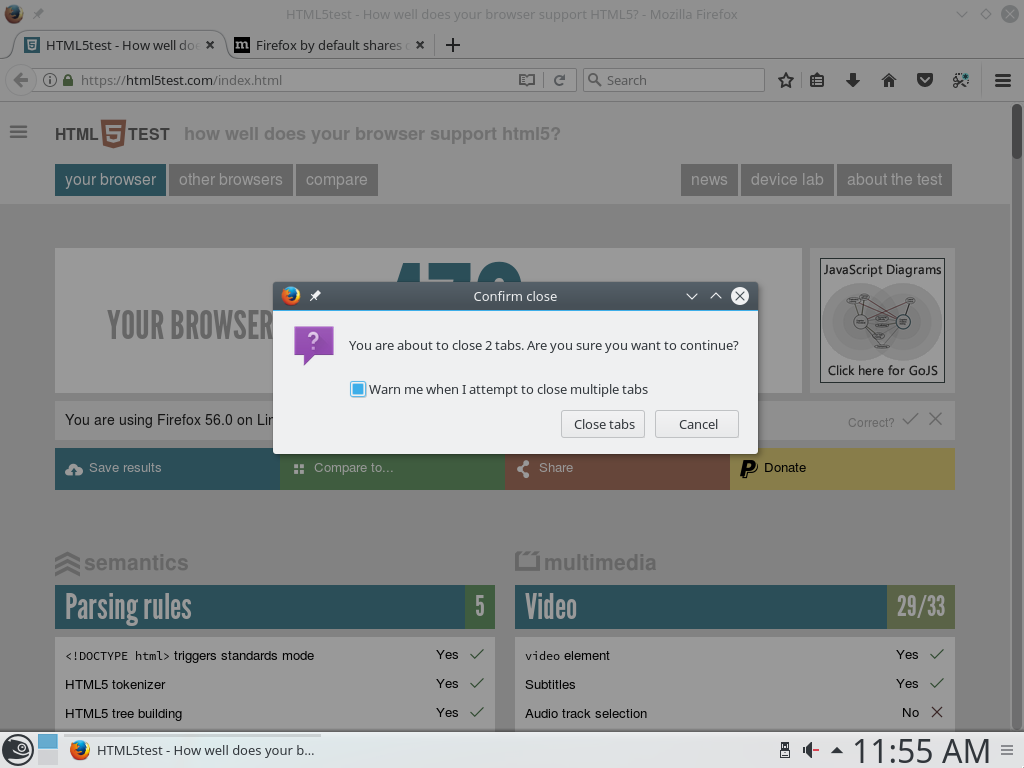 HTML5test - How well does your browser support HTML5? - Mozilla Firefox
HTML5test - How well do
Firefox by default shares
https://html5test.com/index.html
Search
HTML 5 TEST how well does your browser support html5?
your browser other browsers compare news device lab about the test
YOUR BROWSER
JavaScript Diagrams
Click here for GoJS
Confirm close
You are about to close 2 tabs. Are you sure you want to continue?
Warn me when I attempt to close multiple tabs
Close tabs Cancel
You are using Firefox 56.0 on Lin
Correct?
Save results Compare to... Share Donate
semantics
Parsing rules 5
<!DOCTYPE html> triggers standards mode Yes
HTML5 tokenizer Yes
HTML5 tree building Yes
multimedia
Video 29/33
video element Yes
Subtitles Yes
Audio track selection No
HTML5test - How well does your b...
11:55 AM